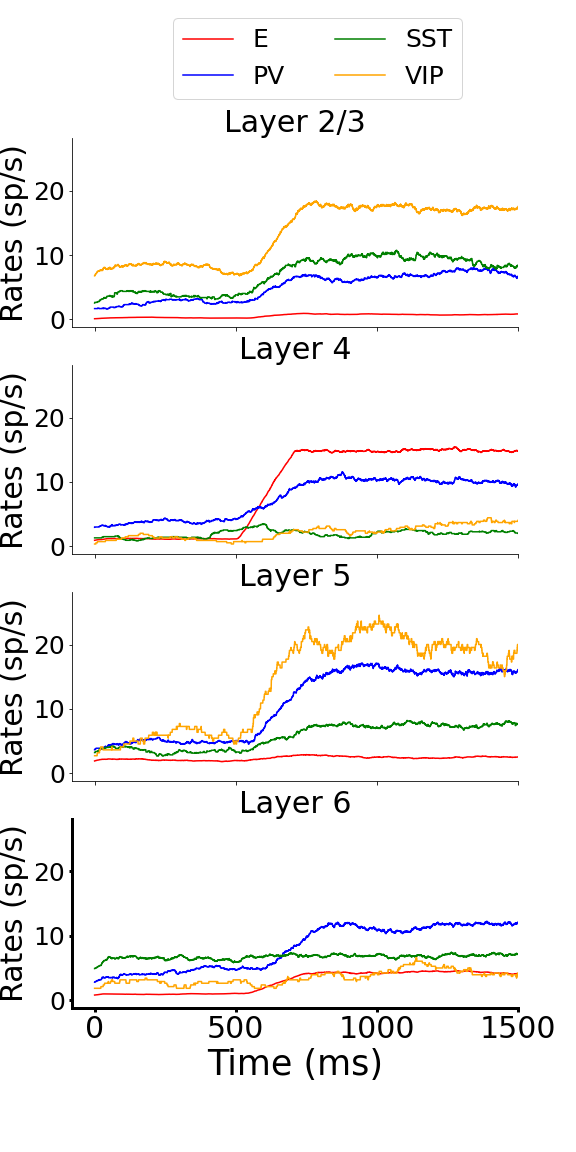 E SST
PV VIP
Layer 2/3
Rates (sp/s)
20
10
0
Layer 4
Rates (sp/s)
20
10
0
Layer 5
Rates (sp/s)
20
10
0
Layer 6
Rates (sp/s)
20
10
0
0 500 1000 1500
Time (ms)